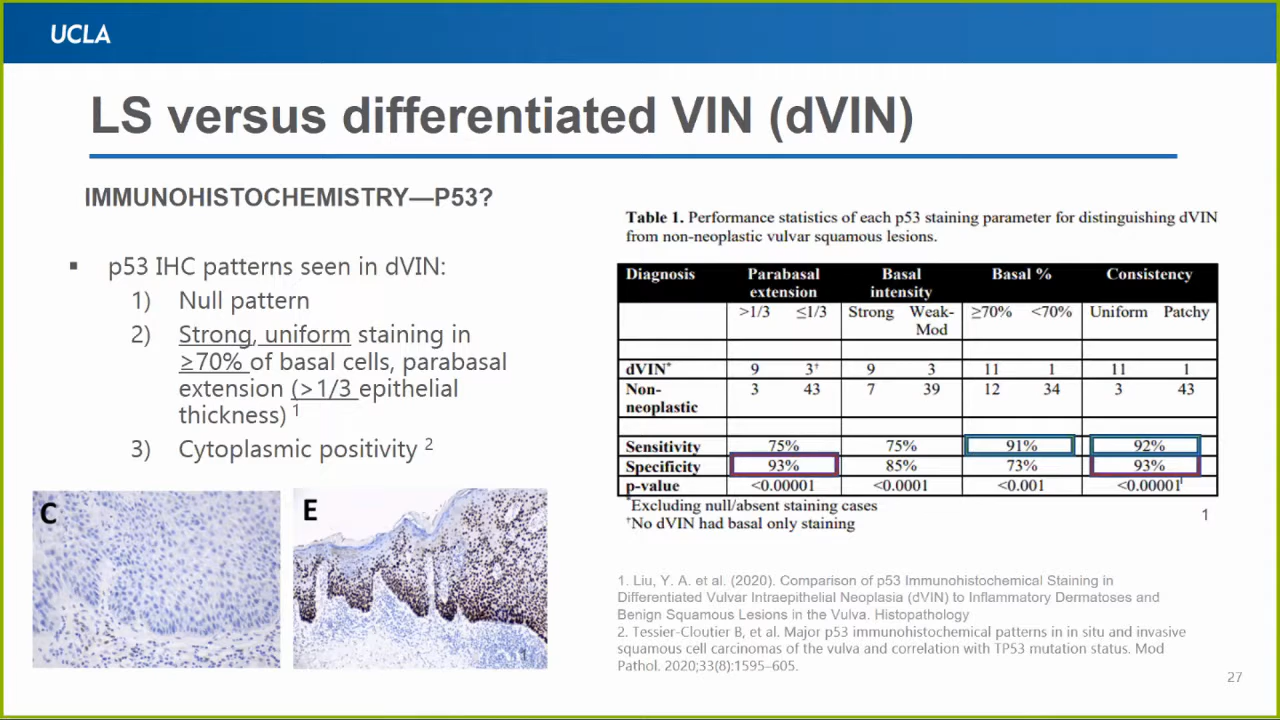 UCLA
LS versus differentiated VIN (dVIN)
IMMUNOHISTOCHEMISTRY—P53?
▪ p53 IHC patterns seen in dVIN:
1) Null pattern
2) Strong, uniform staining in
≥70% of basal cells, parabasal
extension (>1/3 epithelial
thickness) 1
3) Cytoplasmic positivity 2
C
E
1
Table 1. Performance statistics of each p53 staining parameter for distinguishing dVIN
from non-neoplastic vulvar squamous lesions.
Diagnosis Parabasal extension Basal intensity Basal % Consistency
>1/3 ≤1/3 Strong Weak-Mod ≥70% <70% Uniform Patchy
dVIN* 9 3† 9 3 11 1 11 1
Non-neoplastic 3 43 7 39 12 34 3 43
Sensitivity 75% 75% 91% 92%
Specificity 93% 85% 73% 93%
p-value <0.00001 <0.0001 <0.001 <0.00001
*Excluding null/absent staining cases
†No dVIN had basal only staining
1
1. Liu, Y. A. et al. (2020). Comparison of p53 Immunohistochemical Staining in
Differentiated Vulvar Intraepithelial Neoplasia (dVIN) to Inflammatory Dermatoses and
Benign Squamous Lesions in the Vulva. Histopathology
2. Tessier-Cloutier B, et al. Major p53 immunohistochemical patterns in in situ and invasive
squamous cell carcinomas of the vulva and correlation with TP53 mutation status. Mod
Pathol. 2020;33(8):1595–605.
27